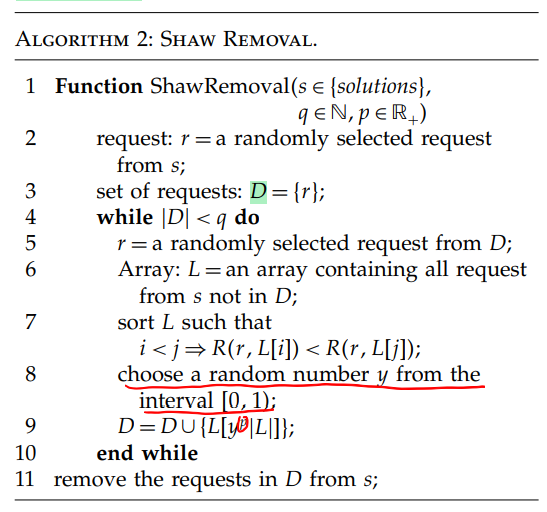 ALGORITHM 2: SHAW REMOVAL.
1 Function ShawRemoval(s ∈ {solutions},
q ∈ ℕ, p ∈ ℝ₊)
2 request: r = a randomly selected request
from s;
3 set of requests: D = {r};
4 while |D| < q do
5 r = a randomly selected request from D;
6 Array: L = an array containing all request
from s not in D;
7 sort L such that
i < j ⇒ R(r, L[i]) < R(r, L[j]);
8 choose a random number y from the
interval [0, 1);
9 D = D ∪ {L[yᵖ|L|]};
10 end while
11 remove the requests in D from s;